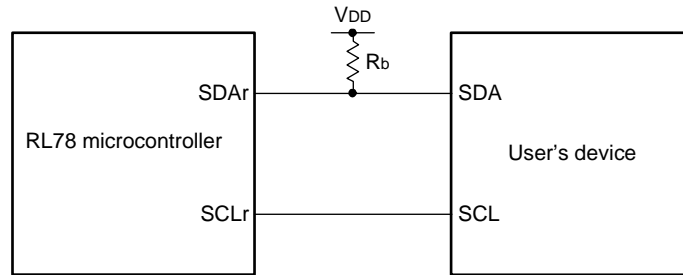 VDD
Rb
SDAr
SDA
RL78 microcontroller
User's device
SCLr
SCL